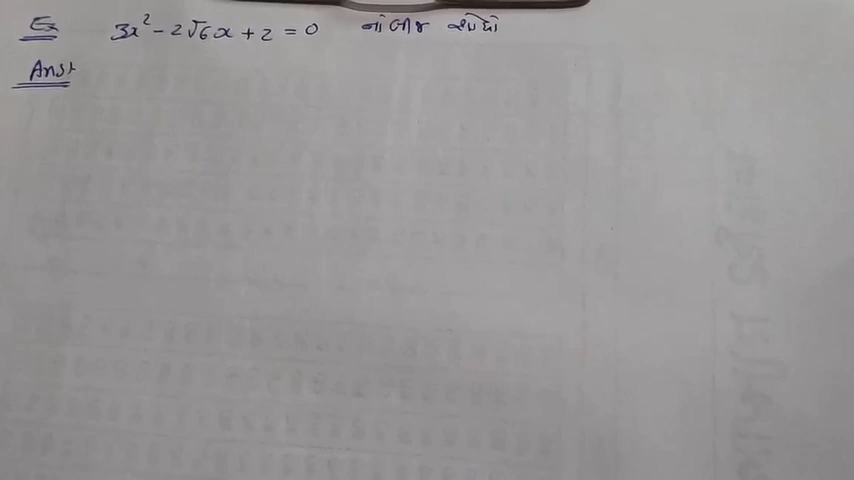 Ex 3x² - 2√6x + 2 = 0 નાં બીજ શોધો
Ans: